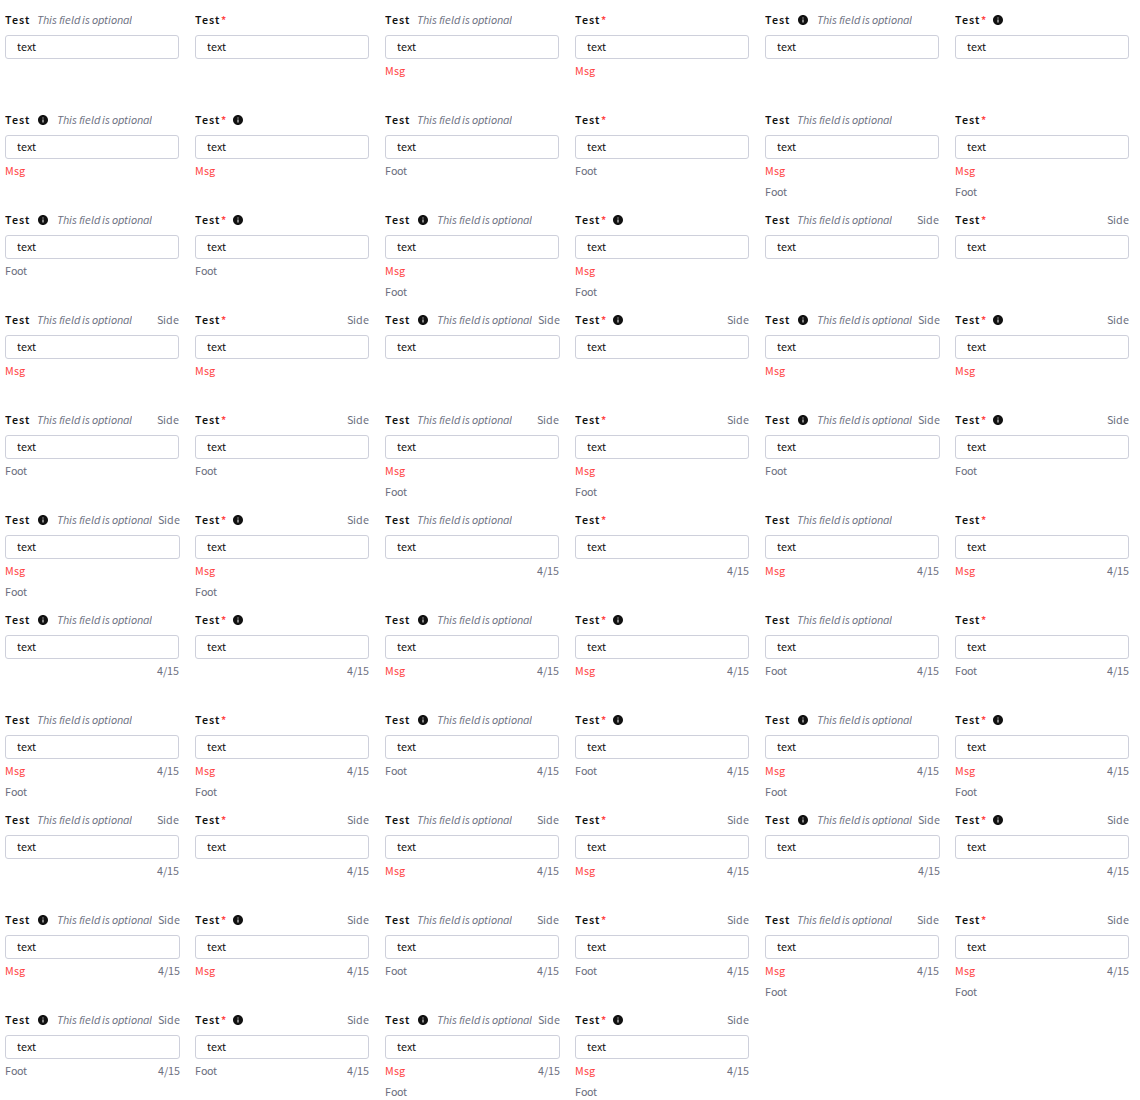 Test This field is optional Test* Test This field is optional Test* Test This field is optional Test*
text text text text text text
Msg Msg
Test This field is optional Test* Test This field is optional Test* Test This field is optional Test*
text text text text text text
Msg Msg Foot Foot Msg Msg
Foot Foot
Test This field is optional Test* Test This field is optional Test* Test This field is optional Side Test* Side
text text text text text text
Foot Foot Msg Msg
Foot Foot
Test This field is optional Side Test* Side Test This field is optional Side Test* Side Test This field is optional Side Test* Side
text text text text text text
Msg Msg Msg Msg
Test This field is optional Side Test* Side Test This field is optional Side Test* Side Test This field is optional Side Test* Side
text text text text text text
Foot Foot Msg Msg Foot Foot
Foot Foot
Test This field is optional Side Test* Side Test This field is optional Test* Test This field is optional Test*
text text text text text text
Msg Msg 4/15 4/15 Msg 4/15 Msg 4/15
Foot Foot
Test This field is optional Test* Test This field is optional Test* Test This field is optional Test*
text text text text text text
4/15 4/15 Msg 4/15 Msg 4/15 Foot 4/15 Foot 4/15
Test This field is optional Test* Test This field is optional Test* Test This field is optional Test*
text text text text text text
Msg 4/15 Msg 4/15 Foot 4/15 Foot 4/15 Msg 4/15 Msg 4/15
Foot Foot Foot Foot
Test This field is optional Side Test* Side Test This field is optional Side Test* Side Test This field is optional Side Test* Side
text text text text text text
4/15 4/15 Msg 4/15 Msg 4/15 4/15 4/15
Test This field is optional Side Test* Side Test This field is optional Side Test* Side Test This field is optional Side Test* Side
text text text text text text
Msg 4/15 Msg 4/15 Foot 4/15 Foot 4/15 Msg 4/15 Msg 4/15
Foot Foot
Test This field is optional Side Test* Side Test This field is optional Side Test* Side
text text text text
Foot 4/15 Foot 4/15 Msg 4/15 Msg 4/15
Foot Foot